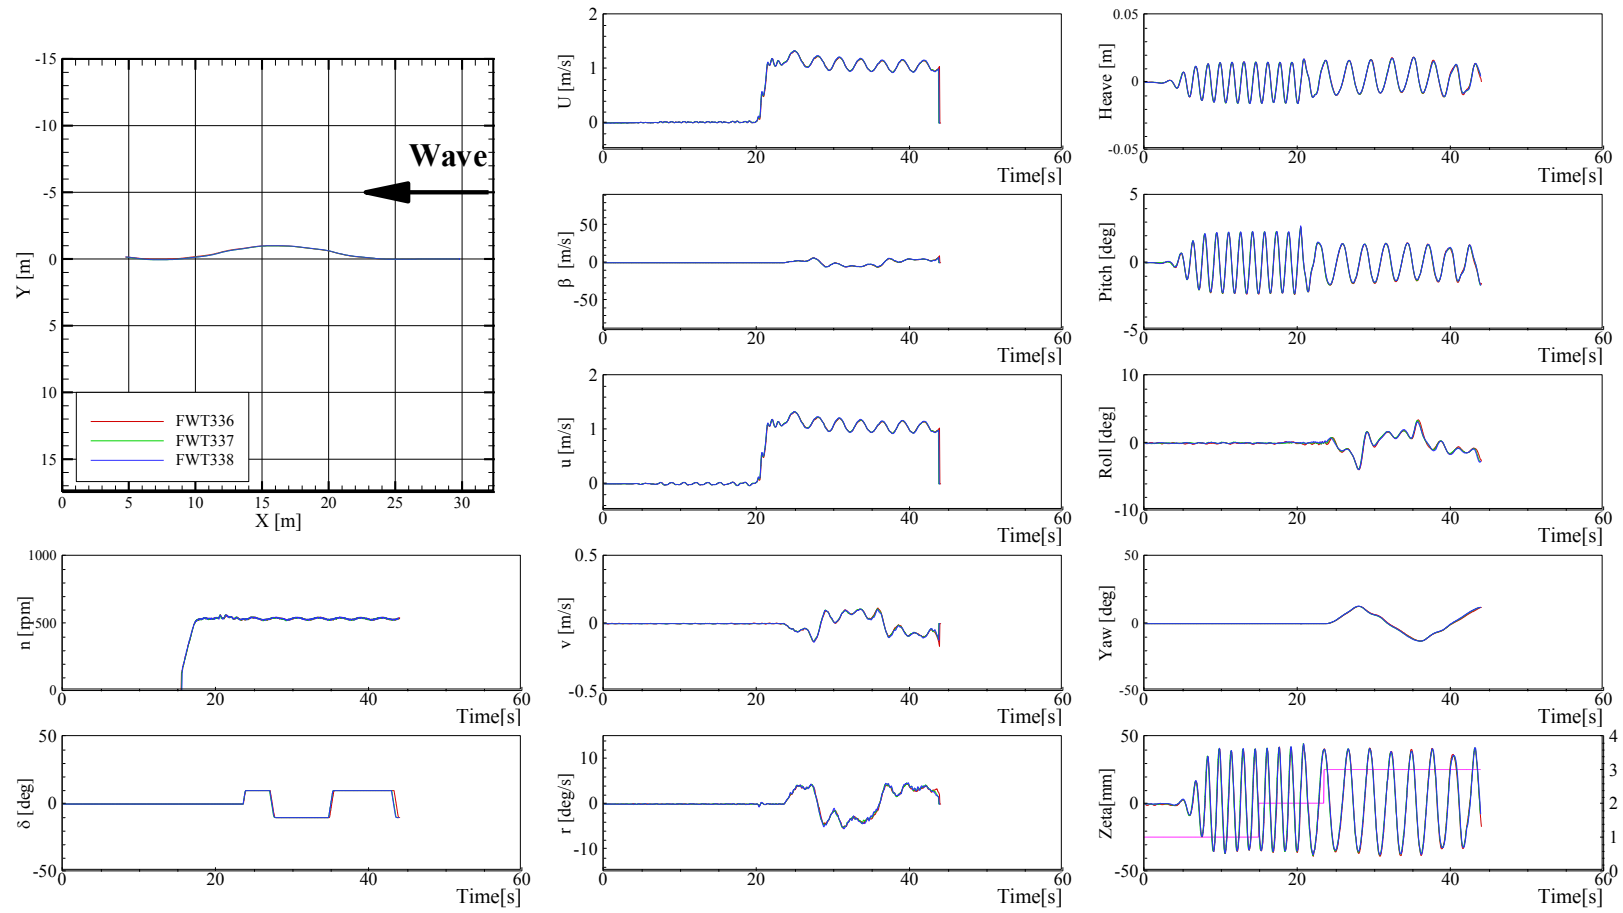 -15
-10
-5
0
5
10
15
Y [m]
Wave
FWT336
FWT337
FWT338
0 5 10 15 20 25 30
X [m]
2
1
0
U [m/s]
0 20 40 60
Time[s]
0.05
0
-0.05
Heave [m]
0 20 40 60
Time[s]
50
0
-50
β [m/s]
0 20 40 60
Time[s]
5
0
-5
Pitch [deg]
0 20 40 60
Time[s]
2
1
0
u [m/s]
0 20 40 60
Time[s]
10
0
-10
Roll [deg]
0 20 40 60
Time[s]
1000
500
0
n [rpm]
0 20 40 60
Time[s]
0.5
0
-0.5
v [m/s]
0 20 40 60
Time[s]
50
0
-50
Yaw [deg]
0 20 40 60
Time[s]
50
0
-50
δ [deg]
0 20 40 60
Time[s]
10
0
-10
r [deg/s]
0 20 40 60
Time[s]
50
0
-50
Zeta[mm]
4
3
2
1
0
0 20 40 60
Time[s]